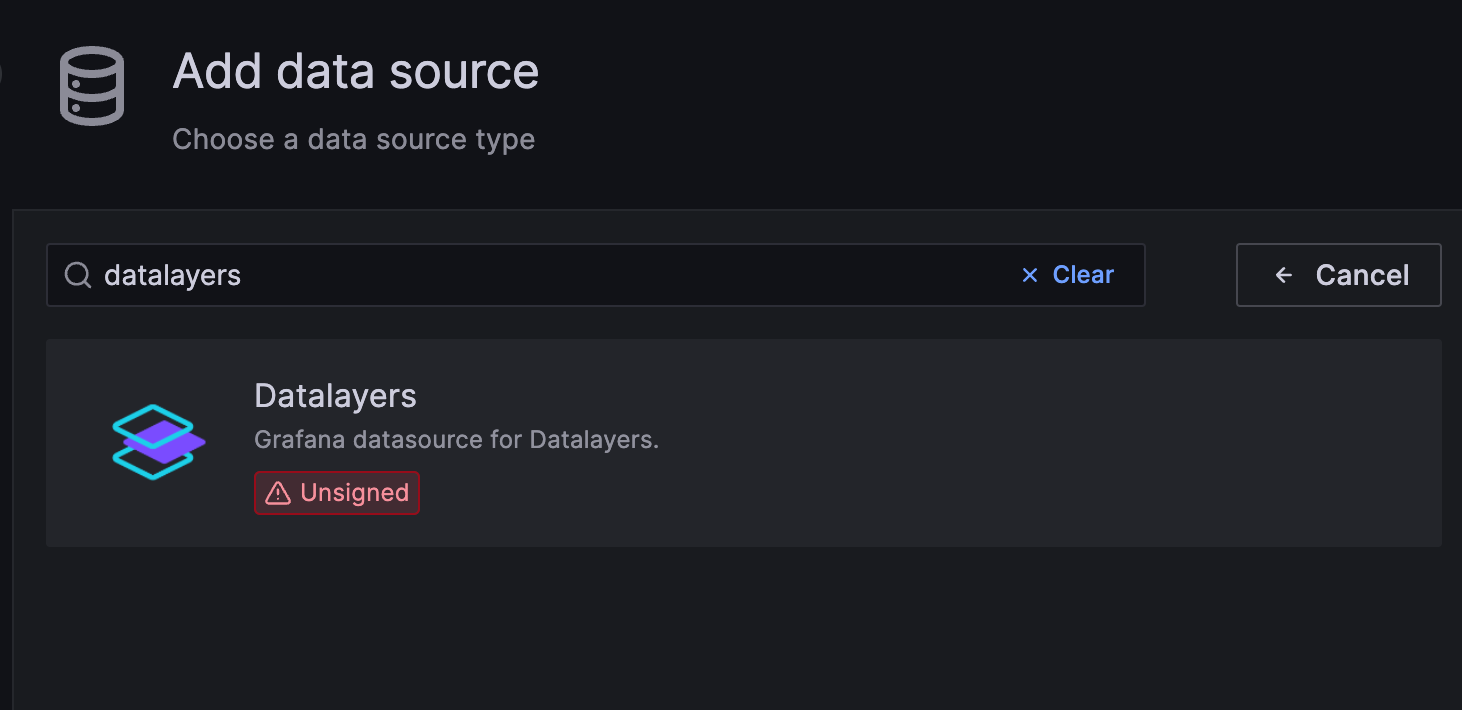 Add data source
Choose a data source type
datalayers
Clear
Cancel
Datalayers
Grafana datasource for Datalayers.
Unsigned